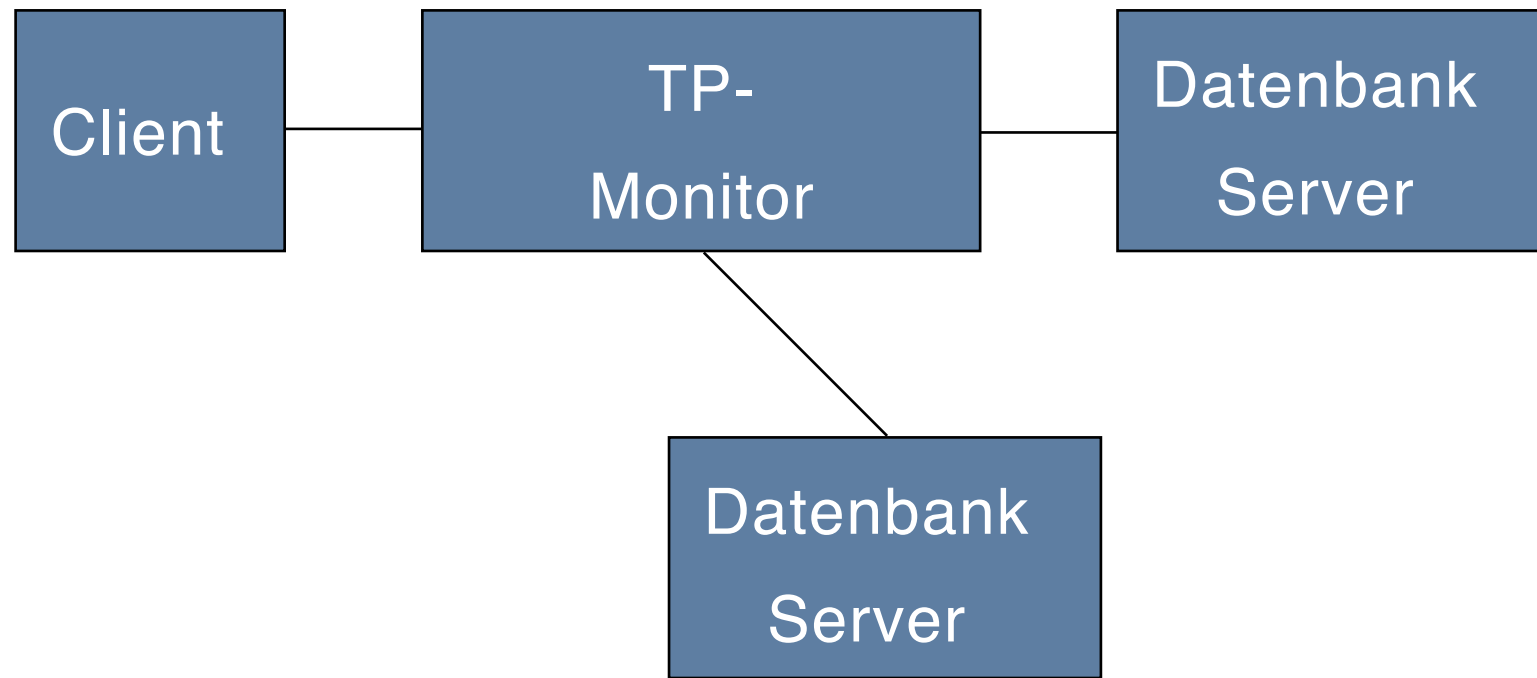 Client
TP-
Monitor
Datenbank
Server
Datenbank
Server